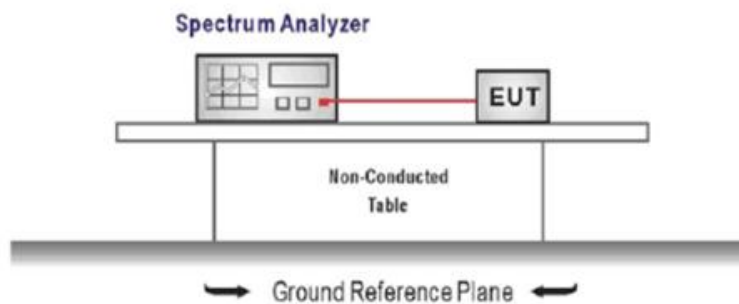 Spectrum Analyzer
EUT
Non-Conducted
Table
Ground Reference Plane